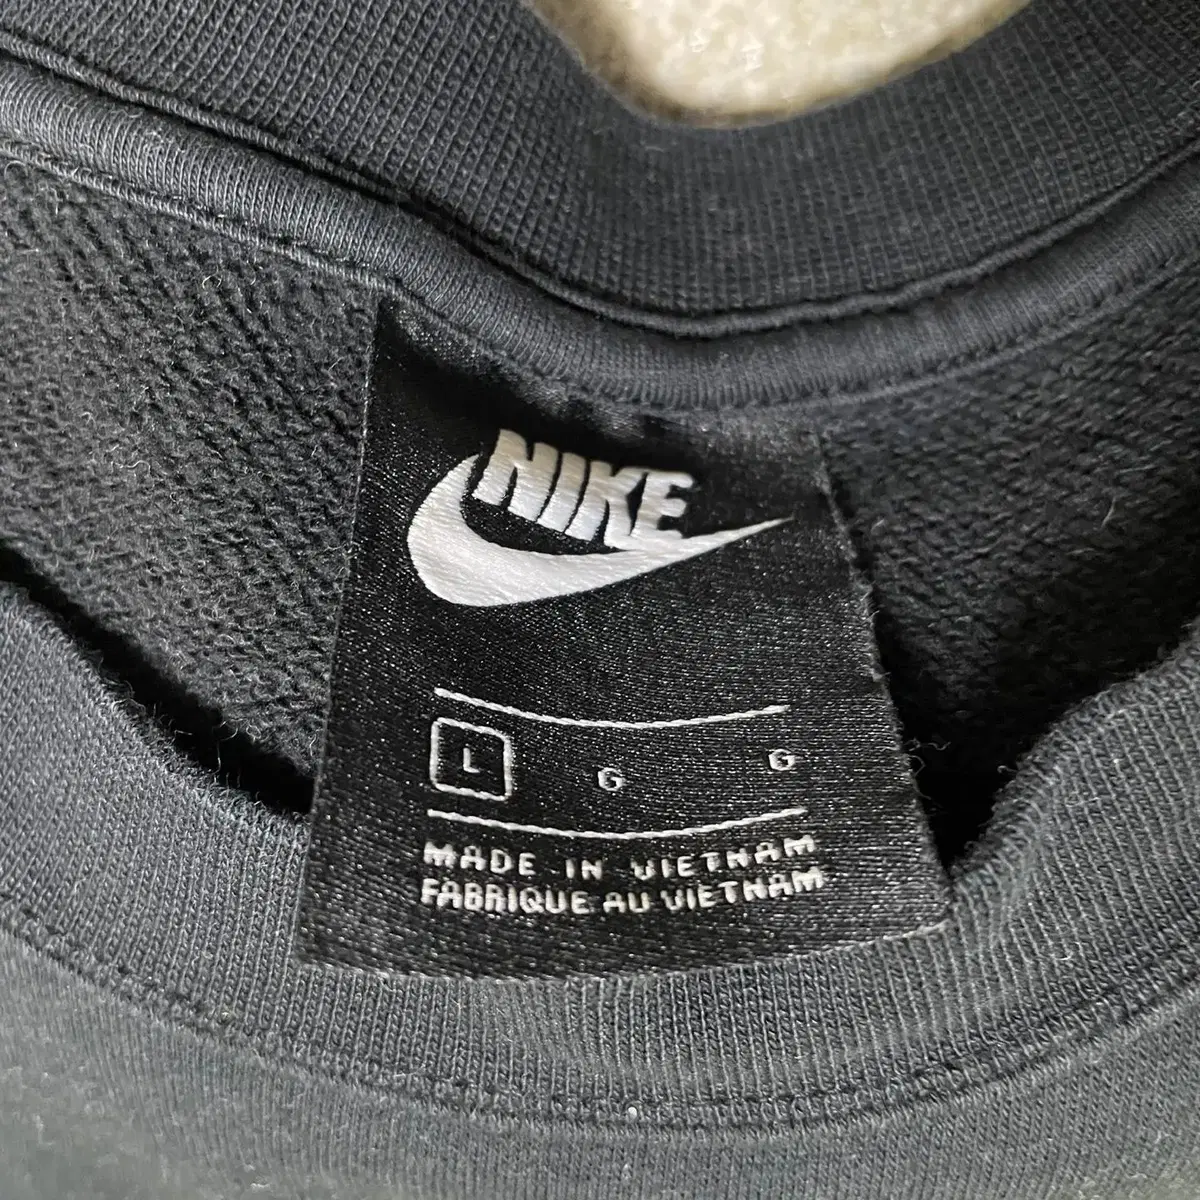 NIKE
L G G
MADE IN VIETNAM
FABRIQUE AU VIETNAM